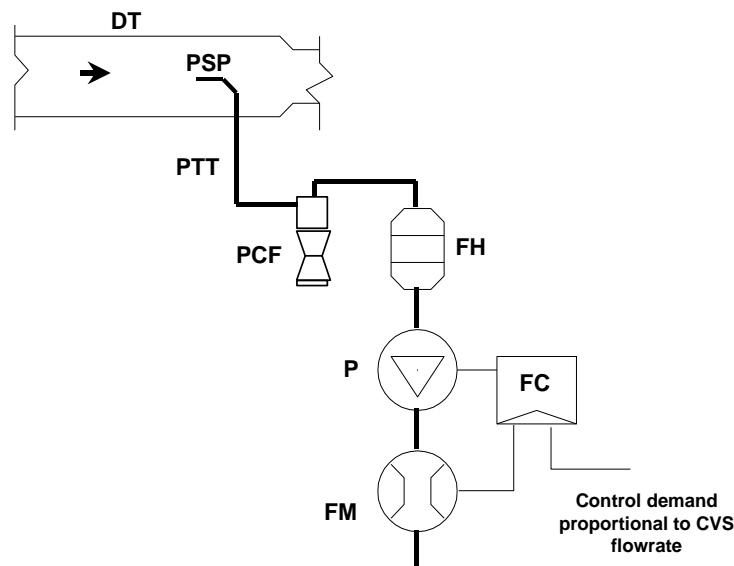 DT
PSP
PTT
PCF
FH
P
FC
FM
Control demand
proportional to CVS
flowrate